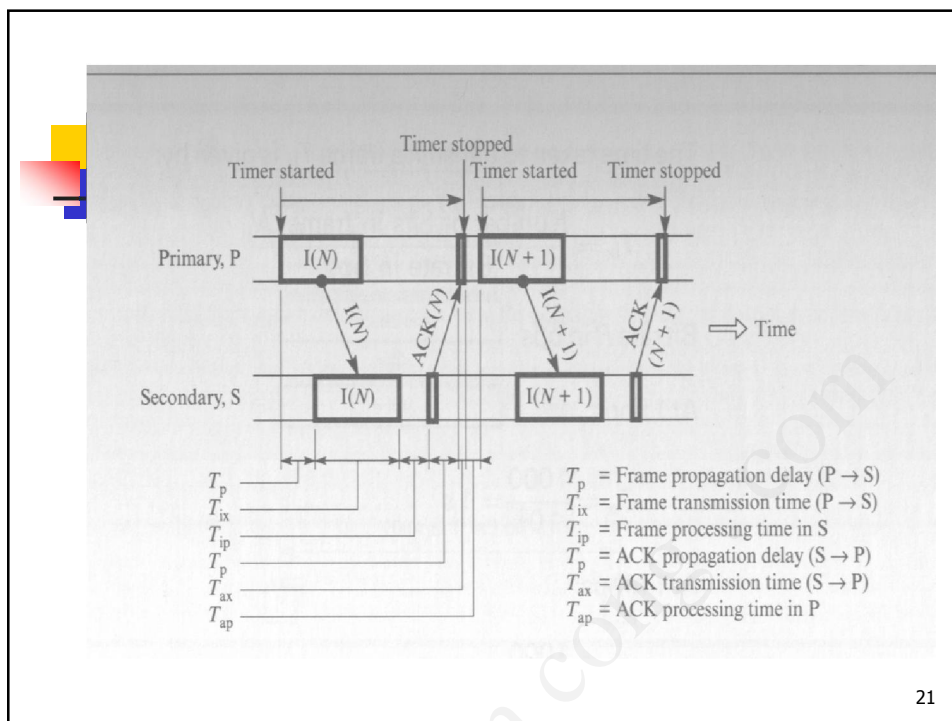 Timer stopped
Timer started Timer started Timer stopped
Primary, P I(N) I(N + 1)
I(N) ACK(N) I(N + 1) ACK (N + 1)
Time
Secondary, S I(N) I(N + 1)
Tp
Tix
Tip
Tp
Tax
Tap
Tp = Frame propagation delay (P → S)
Tix = Frame transmission time (P → S)
Tip = Frame processing time in S
Tp = ACK propagation delay (S → P)
Tax = ACK transmission time (S → P)
Tap = ACK processing time in P
21